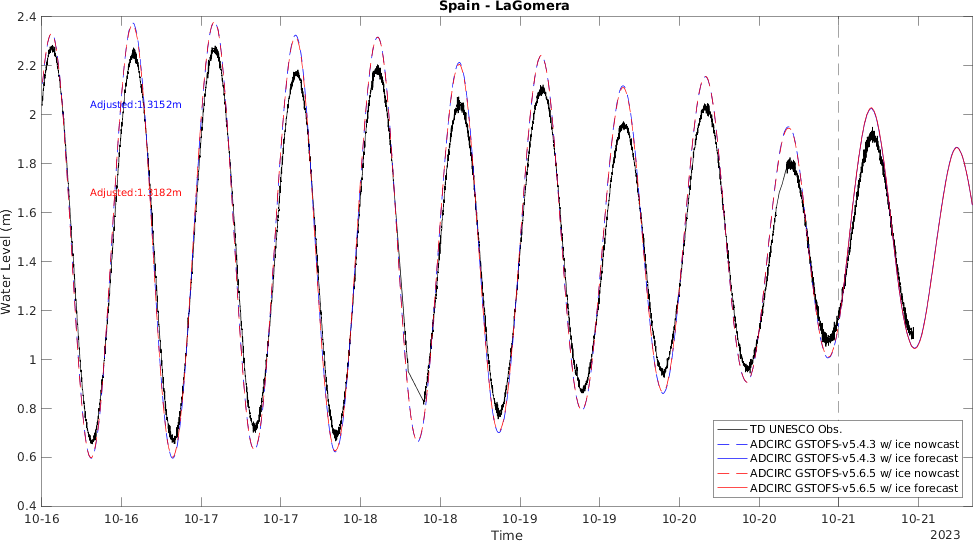 Spain - LaGomera
2.4
2.2
2
1.8
1.6
1.4
1.2
1
0.8
0.6
0.4
Water Level (m)
Adjusted:1.3152m
Adjusted:1.3182m
TD UNESCO Obs.
ADCIRC GSTOFS-v5.4.3 w/ ice nowcast
ADCIRC GSTOFS-v5.4.3 w/ ice forecast
ADCIRC GSTOFS-v5.6.5 w/ ice nowcast
ADCIRC GSTOFS-v5.6.5 w/ ice forecast
10-16 10-16 10-17 10-17 10-18 10-18 10-19 10-19 10-20 10-20 10-21 10-21
2023
Time